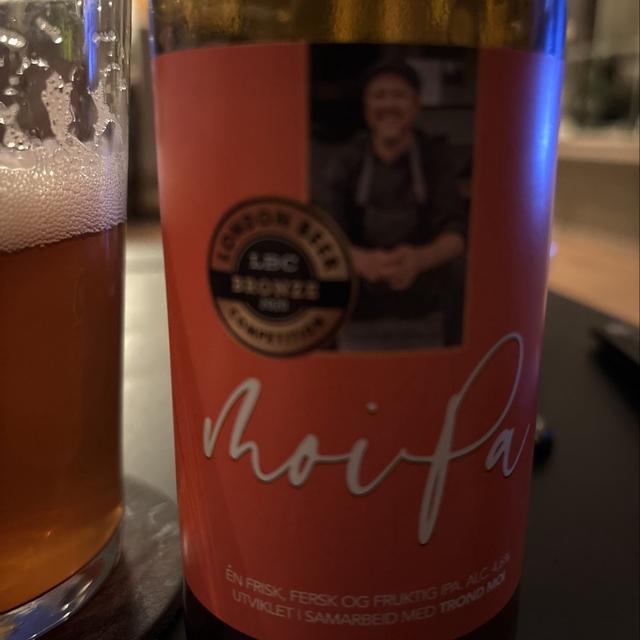 LONDON BEER
LBC
BRONZE
COMPETITION
moipa
ÉN FRISK, FERSK OG FRUKTIG IPA. ALC 4,6%
UTVIKLET I SAMARBEID MED TROND MOI